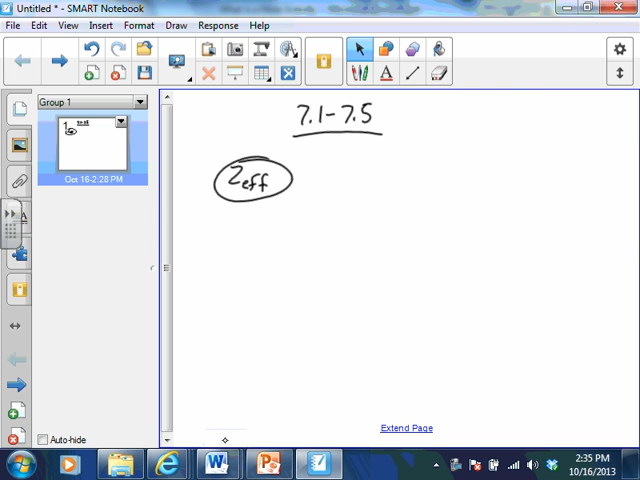 Untitled * - SMART Notebook
File Edit View Insert Format Draw Response Help
Group 1
Oct 16-2:28 PM
7.1-7.5
Zeff
Extend Page
Auto-hide
2:35 PM
10/16/2013